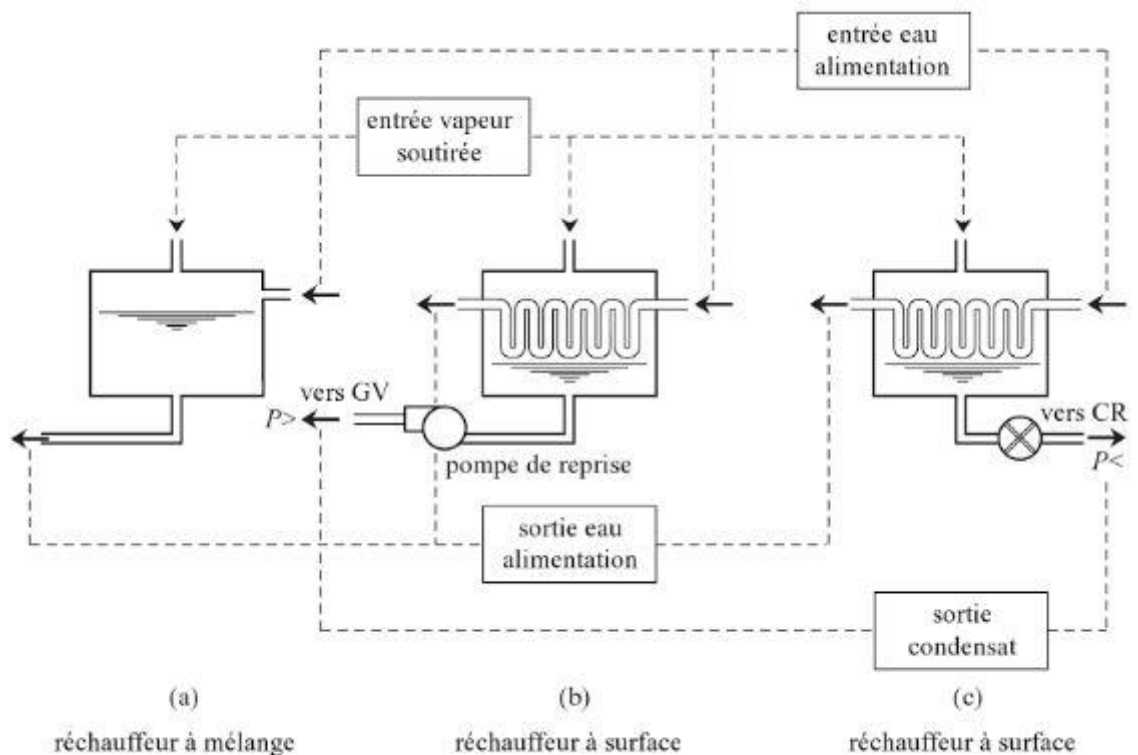 entrée eau
alimentation
entrée vapeur
soutirée
vers GV
P>
pompe de reprise
vers CR
P<
sortie eau
alimentation
sortie
condensat
(a)
(b)
(c)
réchauffeur à mélange
réchauffeur à surface
réchauffeur à surface